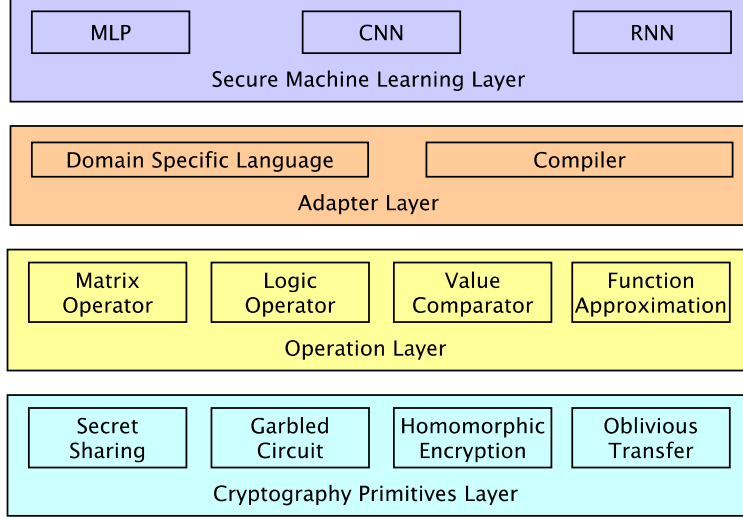 MLP
CNN
RNN
Secure Machine Learning Layer
Domain Specific Language
Compiler
Adapter Layer
Matrix
Operator
Logic
Operator
Value
Comparator
Function
Approximation
Operation Layer
Secret
Sharing
Garbled
Circuit
Homomorphic
Encryption
Oblivious
Transfer
Cryptography Primitives Layer